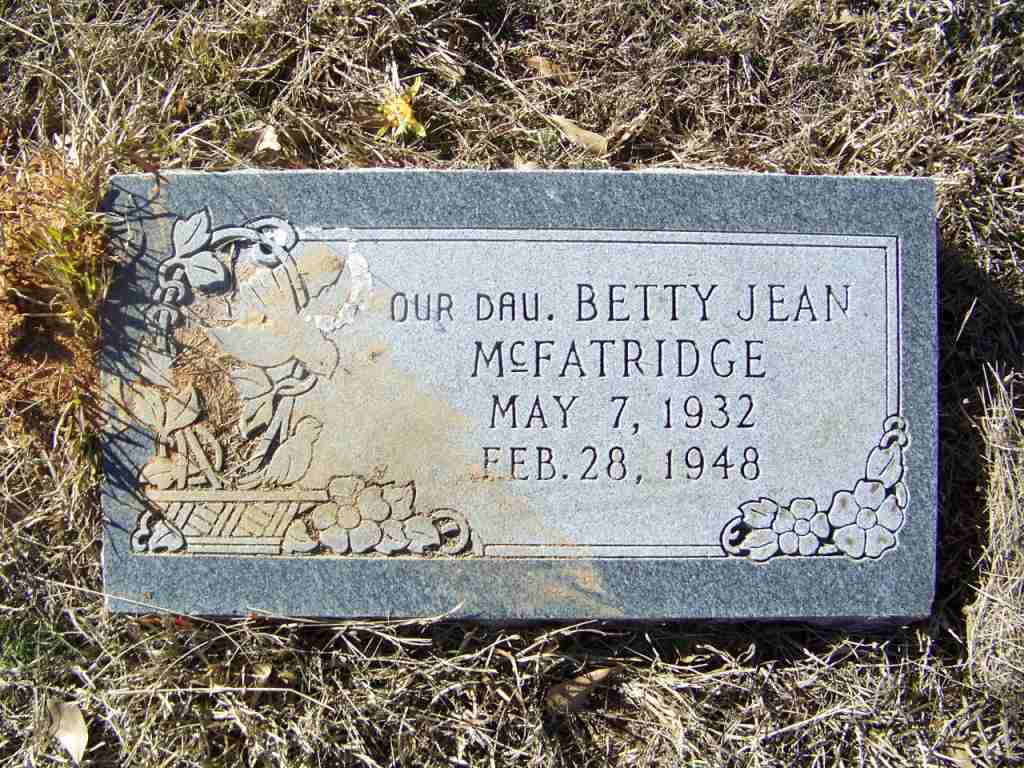 OUR DAU. BETTY JEAN
McFATRIDGE
MAY 7, 1932
FEB. 28, 1948